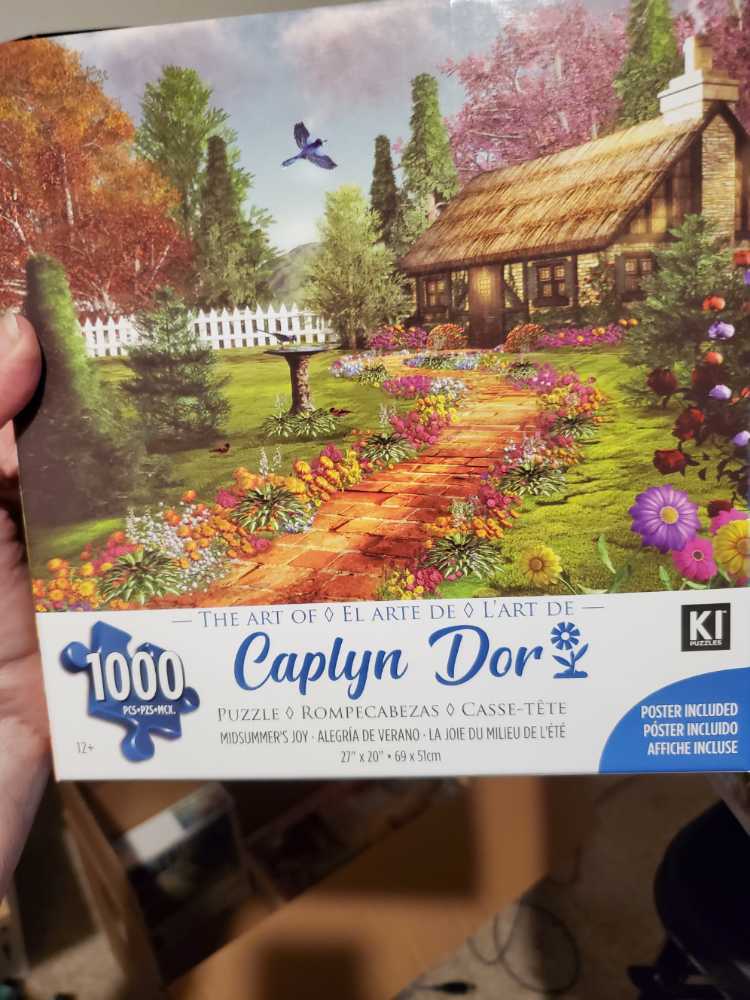 — THE ART OF ◊ EL ARTE DE ◊ L'ART DE —
Caplyn Dor
KI
PUZZLES
1000
PCS•PZS•MCX.
PUZZLE ◊ ROMPECABEZAS ◊ CASSE-TÊTE
MIDSUMMER'S JOY · ALEGRÍA DE VERANO · LA JOIE DU MILIEU DE L'ÉTÉ
27" x 20" • 69 x 51cm
12+
POSTER INCLUDED
PÓSTER INCLUIDO
AFFICHE INCLUSE